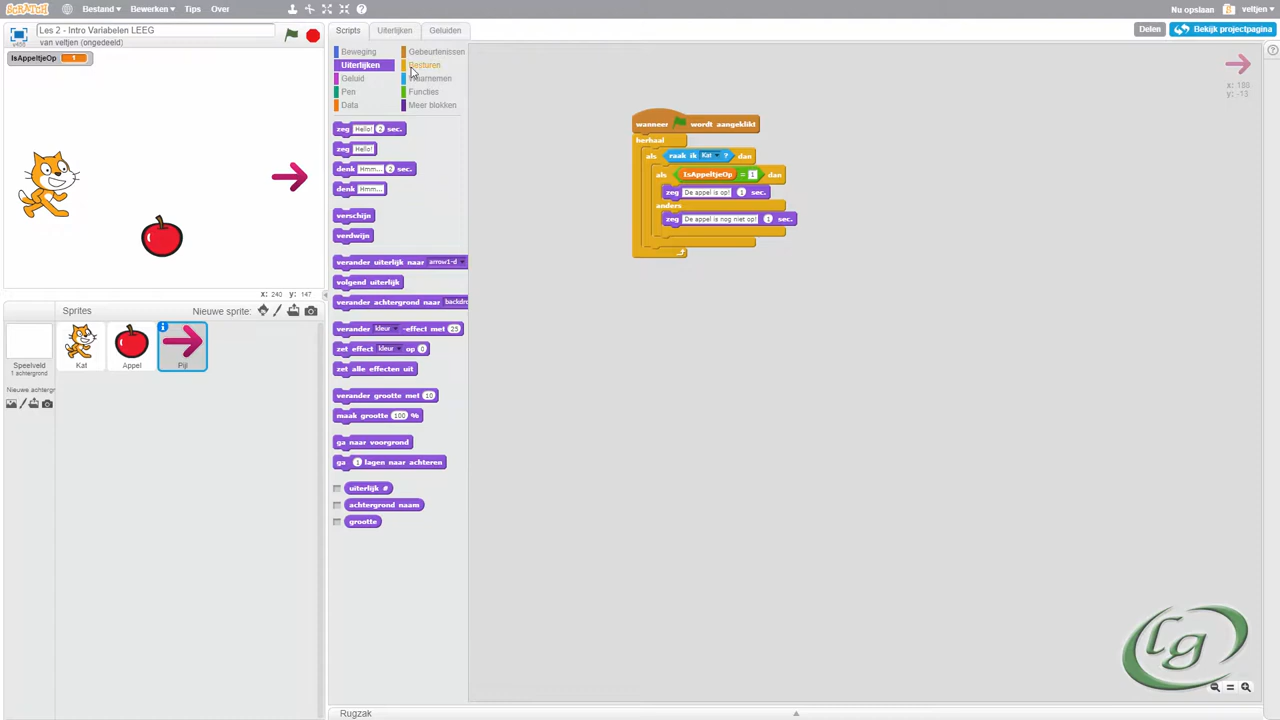 SCRATCH Bestand Bewerken Tips Over Nu opslaan veltjen
Les 2 - Intro Variabelen LEEG
van veltjen (ongedeeld)
v456
Scripts Uiterlijken Geluiden
Delen Bekijk projectpagina
IsAppeltjeOp 1
Beweging Gebeurtenissen
Uiterlijken Besturen
Geluid Waarnemen
Pen Functies
Data Meer blokken
x: 188
y: -13
zeg Hello! 2 sec.
zeg Hello!
denk Hmm... 2 sec.
denk Hmm...
verschijn
verdwijn
verander uiterlijk naar arrow1-d
volgend uiterlijk
verander achtergrond naar backdro
verander kleur -effect met 25
zet effect kleur op 0
zet alle effecten uit
verander grootte met 10
maak grootte 100 %
ga naar voorgrond
ga 1 lagen naar achteren
uiterlijk #
achtergrond naam
grootte
wanneer wordt aangeklikt
herhaal
als raak ik Kat ? dan
als IsAppeltjeOp = 1 dan
zeg De appel is op! 1 sec.
anders
zeg De appel is nog niet op! 1 sec.
x: 240 y: 147
Sprites Nieuwe sprite:
Speelveld
1 achtergrond
Nieuwe achtergr
Kat Appel Pijl
Lg
Rugzak